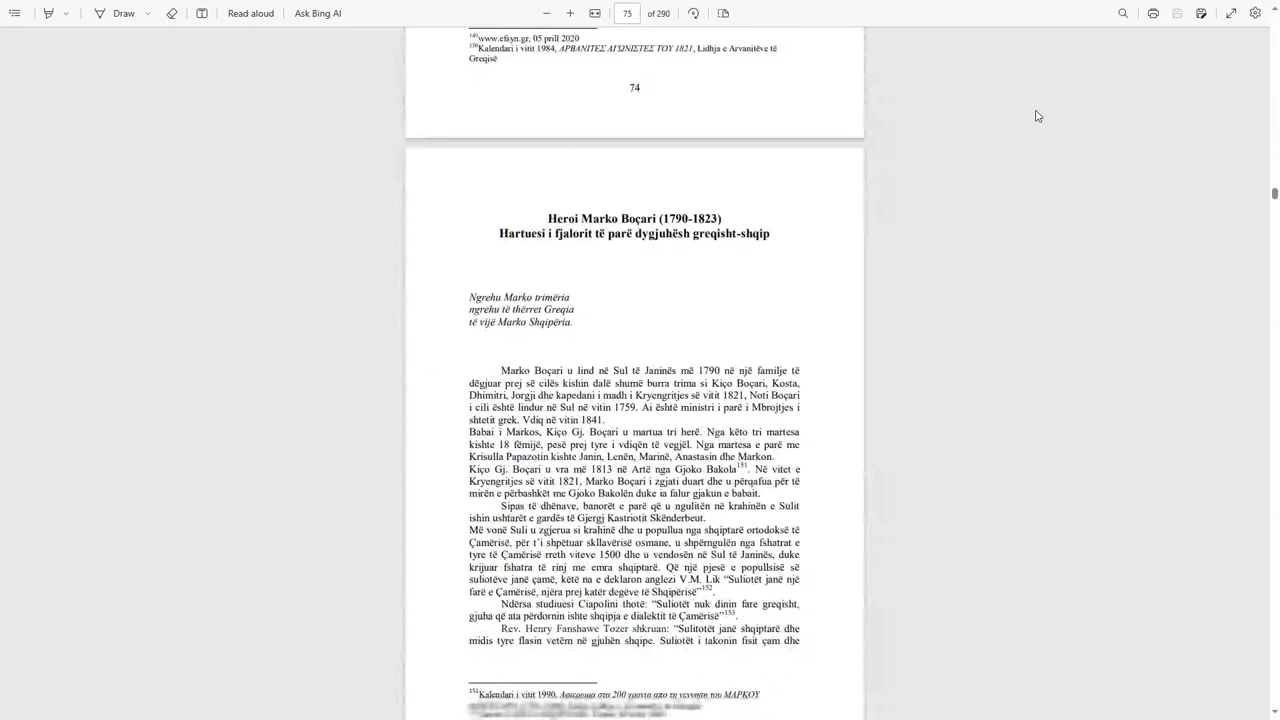 Draw
Read aloud
Ask Bing AI
75 of 290
149www.efsyn.gr, 05 prill 2020
150Kalendari i vitit 1984, ΑΡΒΑΝΙΤΕΣ ΑΓΩΝΙΣΤΕΣ ΤΟΥ 1821, Lidhja e Arvanitëve të
Greqisë
74
Heroi Marko Boçari (1790-1823)
Hartuesi i fjalorit të parë dygjuhësh greqisht-shqip
Ngrehu Marko trimëria
ngrehu të thërret Greqia
të vijë Marko Shqipëria.
Marko Boçari u lind në Sul të Janinës më 1790 në një familje të
dëgjuar prej së cilës kishin dalë shumë burra trima si Kiço Boçari, Kosta,
Dhimitri, Jorgji dhe kapedani i madh i Kryengritjes së vitit 1821, Noti Boçari
i cili është lindur në Sul në vitin 1759. Ai është ministri i parë i Mbrojtjes i
shtetit grek. Vdiq në vitin 1841.
Babai i Markos, Kiço Gj. Boçari u martua tri herë. Nga këto tri martesa
kishte 18 fëmijë, pesë prej tyre i vdiqën të vegjël. Nga martesa e parë me
Krisulla Papazotin kishte Janin, Lenën, Marinë, Anastasin dhe Markon.
Kiço Gj. Boçari u vra më 1813 në Artë nga Gjoko Bakola151. Në vitet e
Kryengritjes së vitit 1821, Marko Boçari i zgjati duart dhe u përqafua për të
mirën e përbashkët me Gjoko Bakolën duke ia falur gjakun e babait.
Sipas të dhënave, banorët e parë që u ngulitën në krahinën e Sulit
ishin ushtarët e gardës të Gjergj Kastriotit Skënderbeut.
Më vonë Suli u zgjerua si krahinë dhe u popullua nga shqiptarë ortodoksë të
Çamërisë, për t'i shpëtuar skllavërisë osmane, u shpërngulën nga fshatrat e
tyre të Çamërisë rreth viteve 1500 dhe u vendosën në Sul të Janinës, duke
krijuar fshatra të rinj me emra shqiptarë. Që një pjesë e popullsisë së
suliotëve janë çamë, këtë na e deklaron anglezi V.M. Lik “Suliotët janë një
farë e Çamërisë, njëra prej katër degëve të Shqipërisë”152.
Ndërsa studiuesi Ciapolini thotë: “Suliotët nuk dinin fare greqisht,
gjuha që ata përdornin ishte shqipja e dialektit të Çamërisë”153.
Rev. Henry Fanshawe Tozer shkruan: “Sulitotët janë shqiptarë dhe
midis tyre flasin vetëm në gjuhën shqipe. Suliotët i takonin fisit çam dhe
151Kalendari i vitit 1990, Αφιερωμα στα 200 χρονια απο τη γεννηση του ΜΑΡΚΟΥ